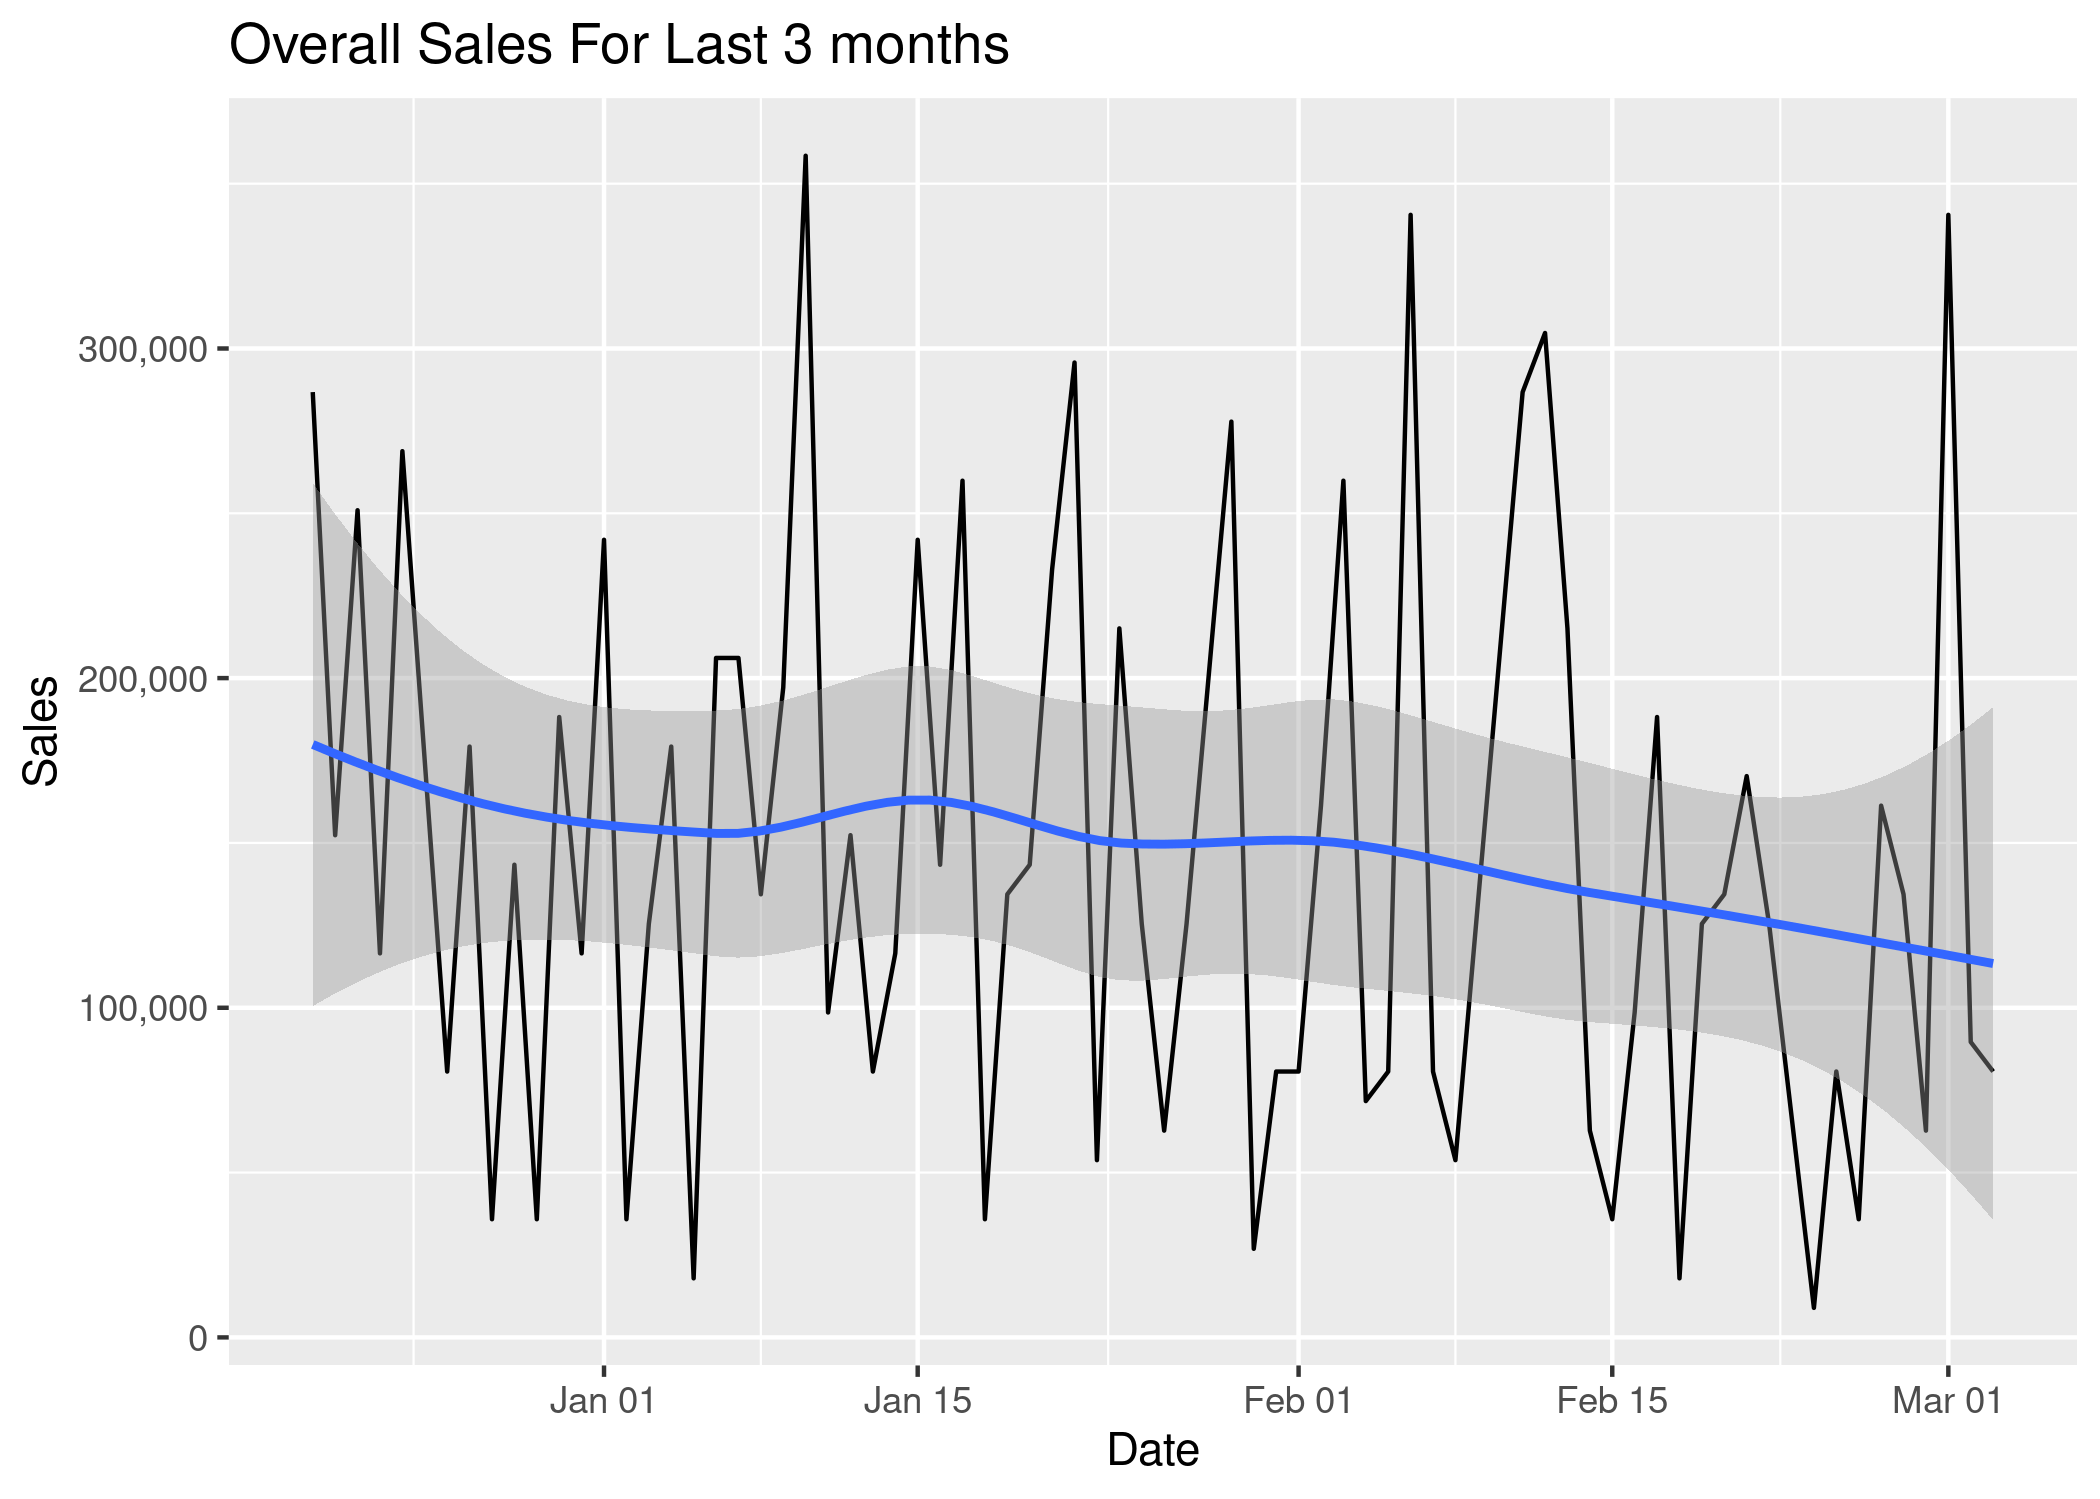 Overall Sales For Last 3 months
Sales
300,000
200,000
100,000
0
Jan 01
Jan 15
Feb 01
Feb 15
Mar 01
Date